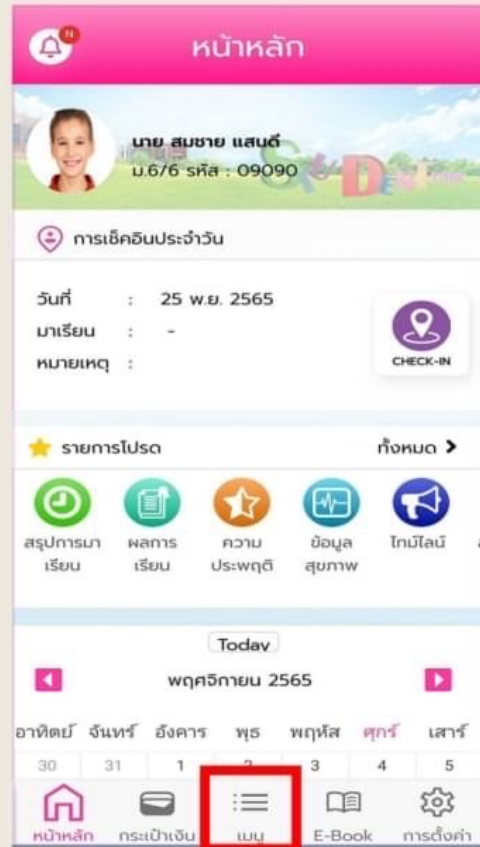 N
หน้าหลัก
นาย สมชาย แสนดี
ม.6/6 รหัส : 09090
การเช็คอินประจำวัน
วันที่ : 25 พ.ย. 2565
มาเรียน : -
หมายเหตุ :
CHECK-IN
รายการโปรด ทั้งหมด
สรุปการมาเรียน
ผลการเรียน
ความประพฤติ
ข้อมูลสุขภาพ
ไทม์ไลน์
Today
พฤศจิกายน 2565
อาทิตย์ จันทร์ อังคาร พุธ พฤหัส ศุกร์ เสาร์
30 31 1 2 3 4 5
หน้าหลัก กระเป๋าเงิน เมนู E-Book การตั้งค่า